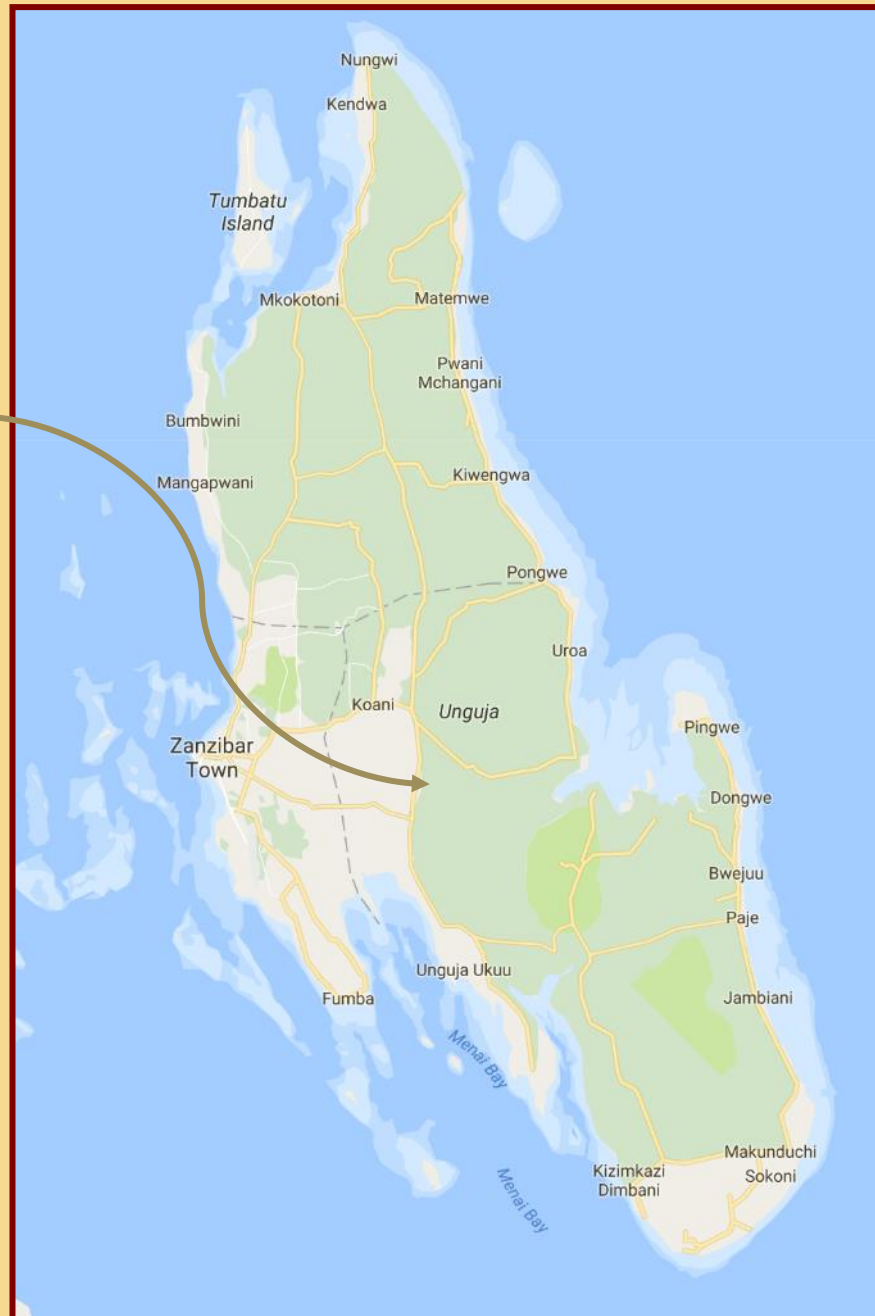 Nungwi
Kendwa
Tumbatu
Island
Mkokotoni
Matemwe
Pwani
Mchangani
Bumbwini
Kiwengwa
Mangapwani
Pongwe
Uroa
Koani
Unguja
Pingwe
Zanzibar
Town
Dongwe
Bwejuu
Paje
Unguja Ukuu
Fumba
Jambiani
Menai Bay
Makunduchi
Sokoni
Kizimkazi
Dimbani
Menai Bay